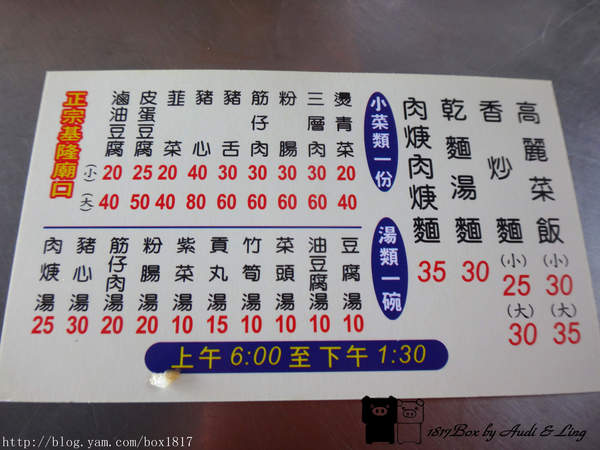 高麗菜飯 (小) 30 (大) 35
香炒麵 (小) 25 (大) 30
乾麵湯麵 30
肉焿肉焿麵 35
小菜類一份
燙青菜 20 40
三層肉 30 60
粉腸 30 60
筋仔肉 30 60
豬舌 30 60
豬心 40 80
韮菜 20 40
皮蛋豆腐 25 50
滷油豆腐 (小) 20 (大) 40
正宗基隆廟口
湯類一碗
豆腐湯 10
油豆腐湯 10
菜頭湯 10
竹筍湯 10
貢丸湯 15
紫菜湯 10
粉腸湯 20
筋仔肉湯 20
豬心湯 30
肉焿湯 25
上午6:00至下午1:30
1817Box by Audi & Ling
http://blog.yam.com/box1817